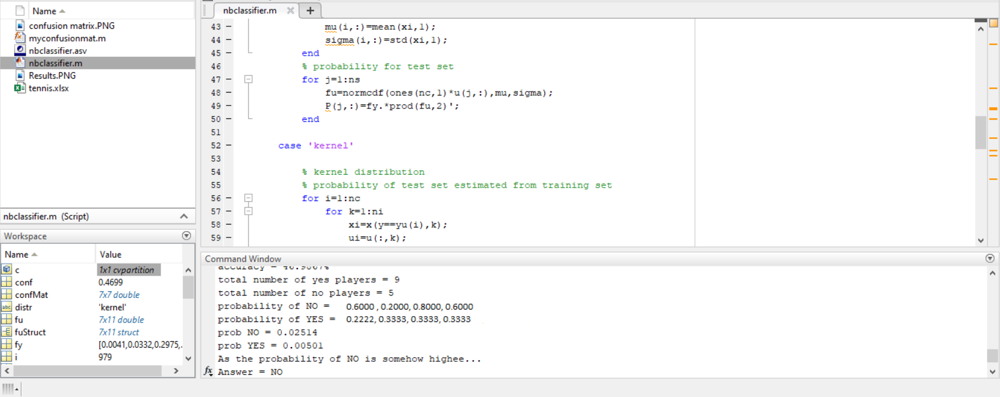 Name
confusion matrix.PNG
myconfusionmat.m
nbclassifier.asv
nbclassifier.m
Results.PNG
tennis.xlsx
nbclassifier.m (Script)
Workspace
Name Value
c 1x1 cvpartition
conf 0.4699
confMat 7x7 double
abc distr 'kernel'
fu 7x11 double
fuStruct 7x11 struct
fy [0.0041,0.0332,0.2975,.
i 979
nbclassifier.m
43 mu(i,:)=mean(xi,1);
44 sigma(i,:)=std(xi,1);
45 end
46 % probability for test set
47 for j=1:ns
48 fu=normcdf(ones(nc,1)*u(j,:),mu,sigma);
49 P(j,:)=fy.*prod(fu,2)';
50 end
51
52 case 'kernel'
53
54 % kernel distribution
55 % probability of test set estimated from training set
56 for i=1:nc
57 for k=1:ni
58 xi=x(y==yu(i),k);
59 ui=u(:,k);
Command Window
accuracy = 46.9867%
total number of yes players = 9
total number of no players = 5
probability of NO = 0.6000 , 0.2000, 0.8000, 0.6000
probability of YES = 0.2222, 0.3333, 0.3333, 0.3333
prob NO = 0.02514
prob YES = 0.00501
As the probability of NO is somehow highee...
fx Answer = NO